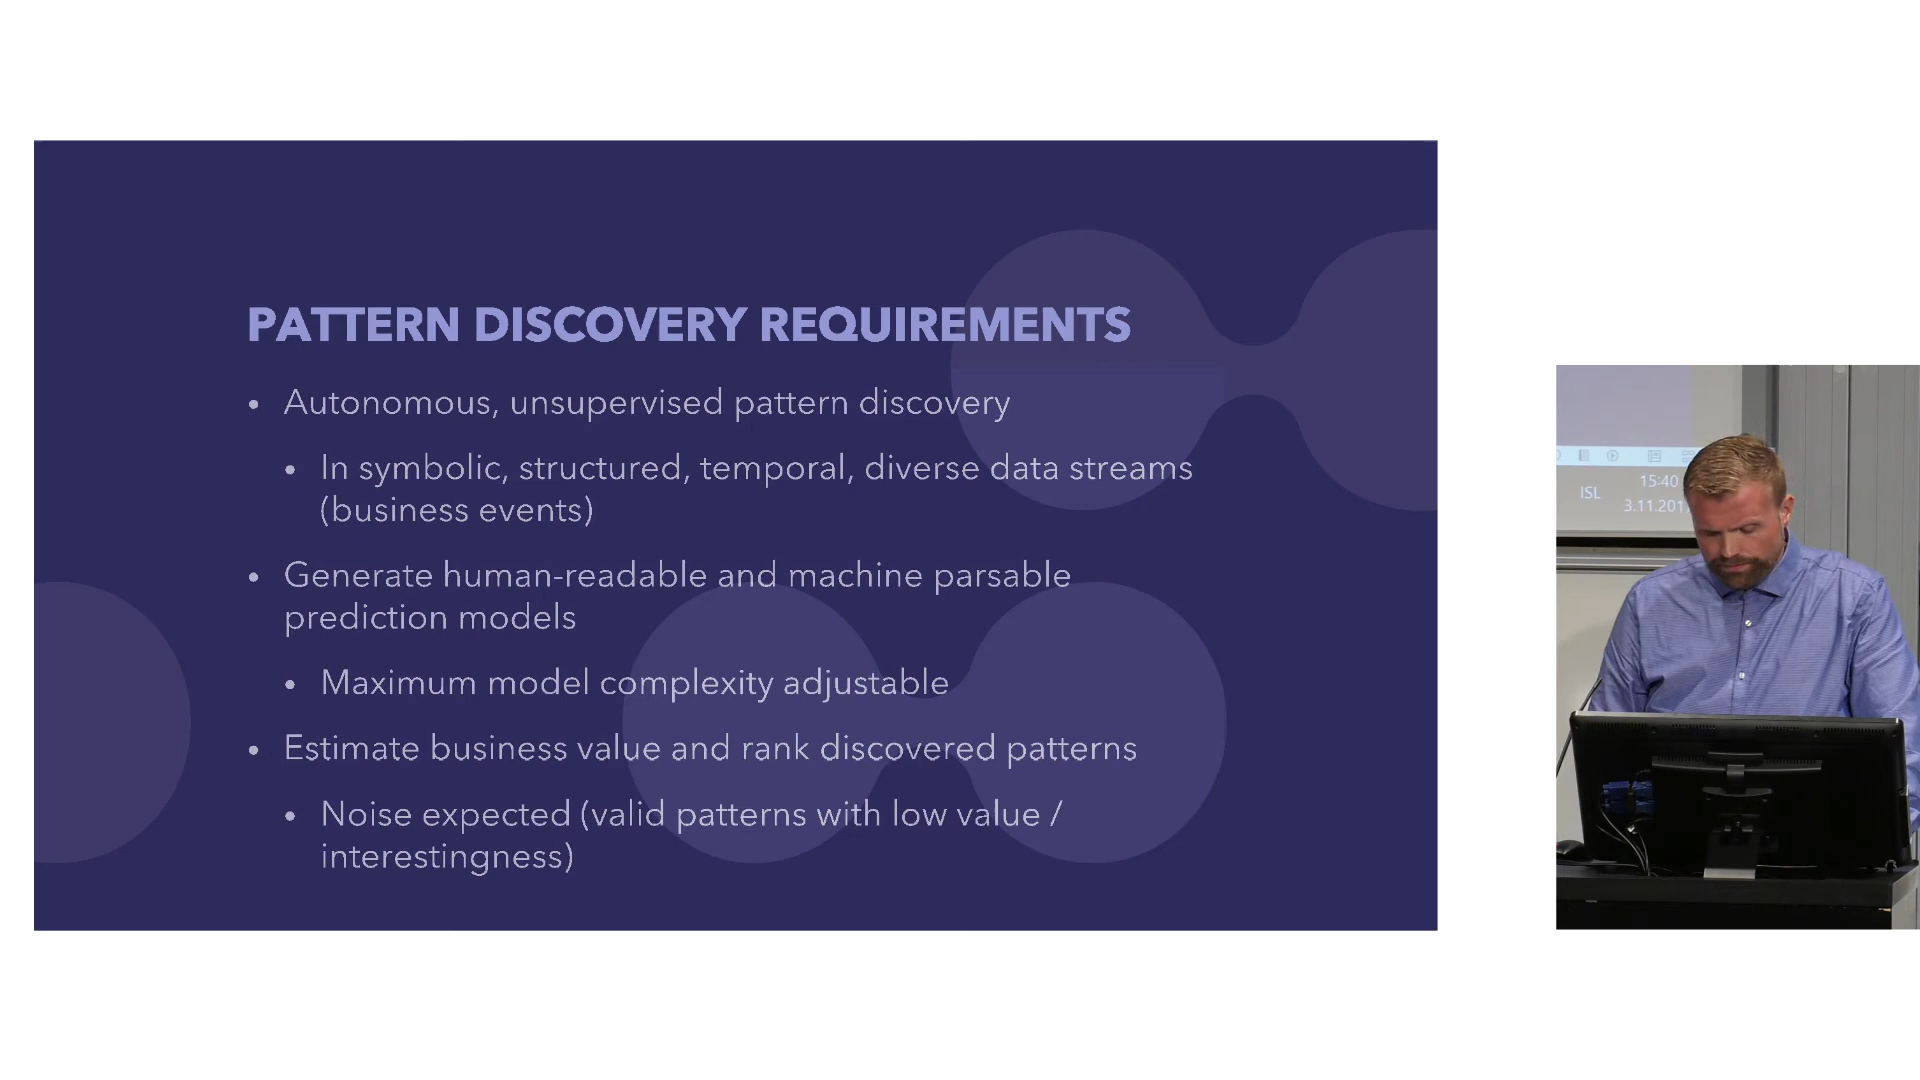 PATTERN DISCOVERY REQUIREMENTS
• Autonomous, unsupervised pattern discovery
• In symbolic, structured, temporal, diverse data streams
(business events)
• Generate human-readable and machine parsable
prediction models
• Maximum model complexity adjustable
• Estimate business value and rank discovered patterns
• Noise expected (valid patterns with low value /
interestingness)
ISL
15:40
3.11.201